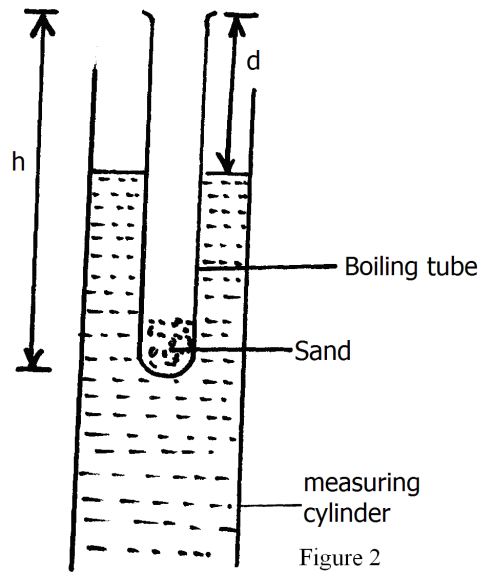 d
h
Boiling tube
Sand
measuring
cylinder
Figure 2